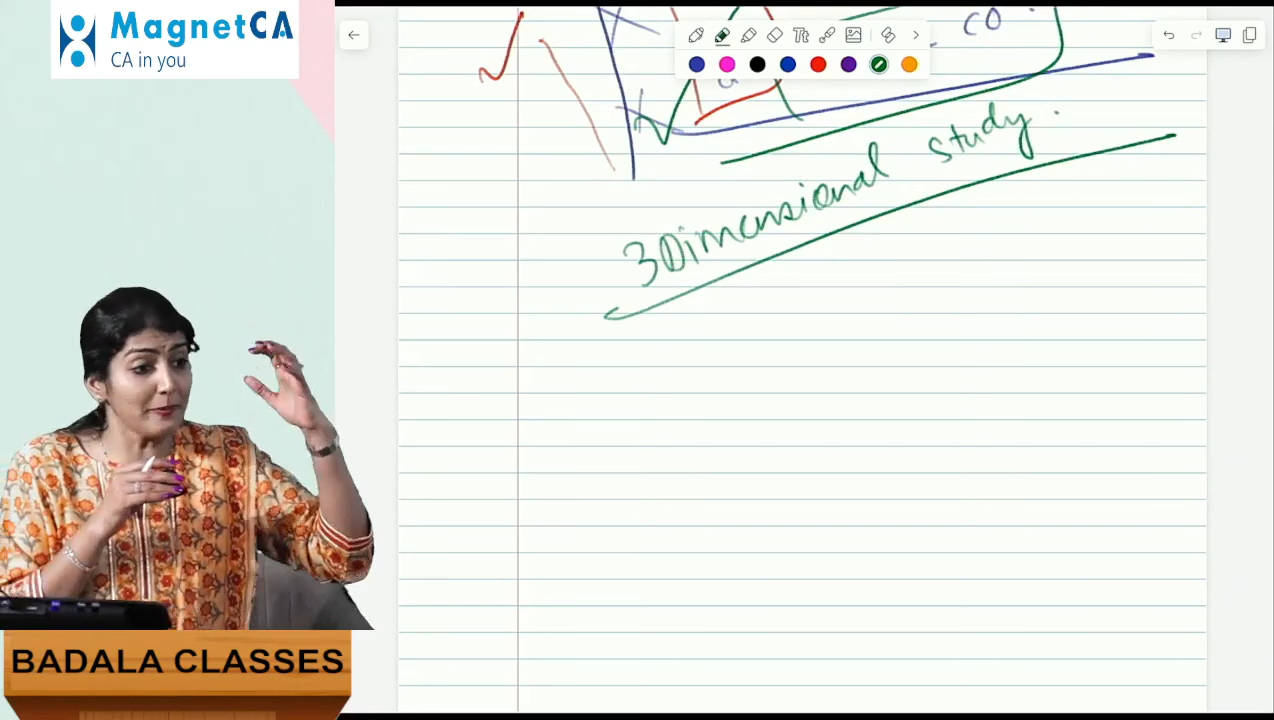 MagnetCA
CA in you
co.
3Dimensional study.
BADALA CLASSES